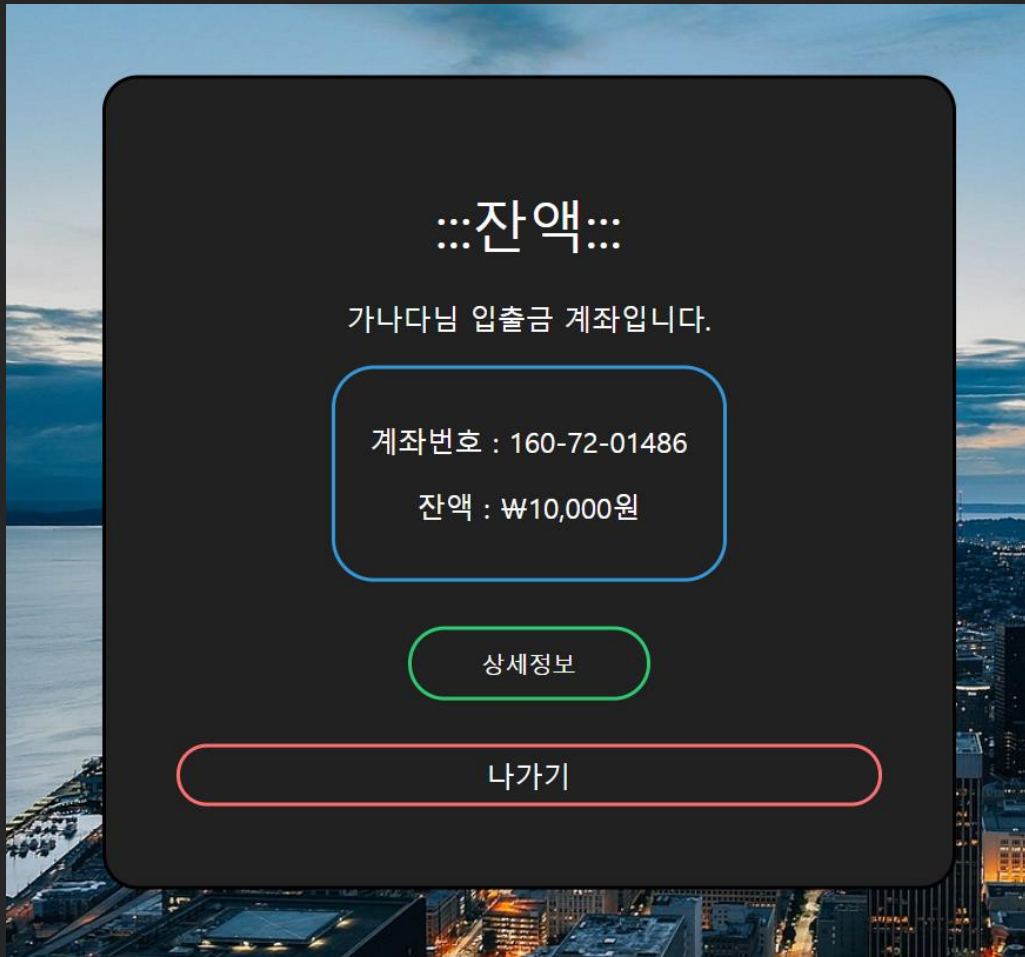 :::잔액:::
가나다님 입출금 계좌입니다.
계좌번호 : 160-72-01486
잔액 : ₩10,000원
상세정보
나가기